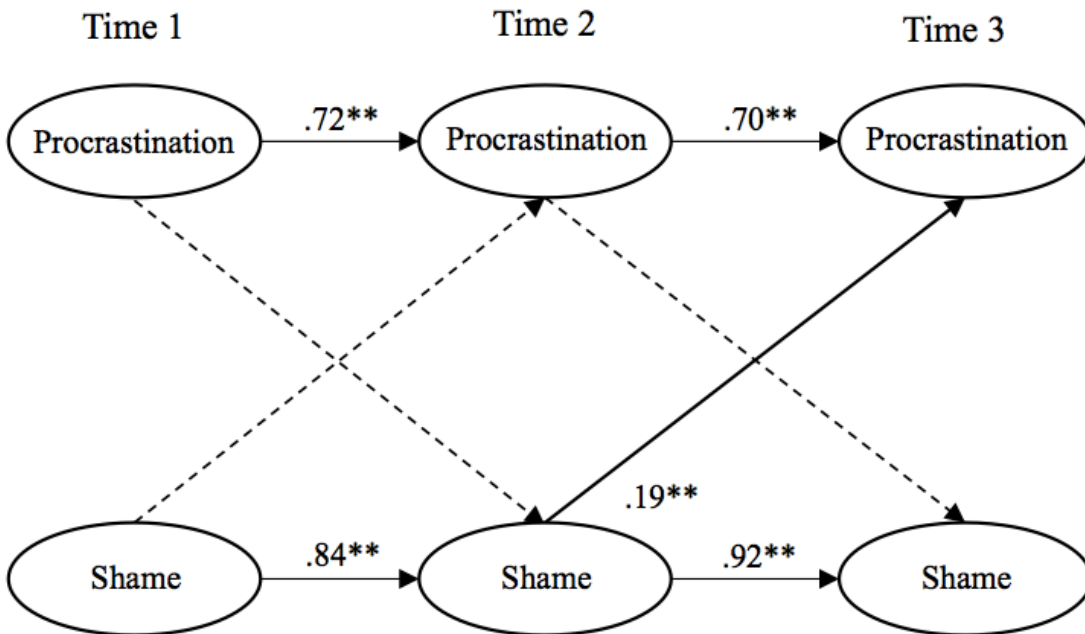 Time 1
Time 2
Time 3
Procrastination
.72**
Procrastination
.70**
Procrastination
.19**
Shame
.84**
Shame
.92**
Shame